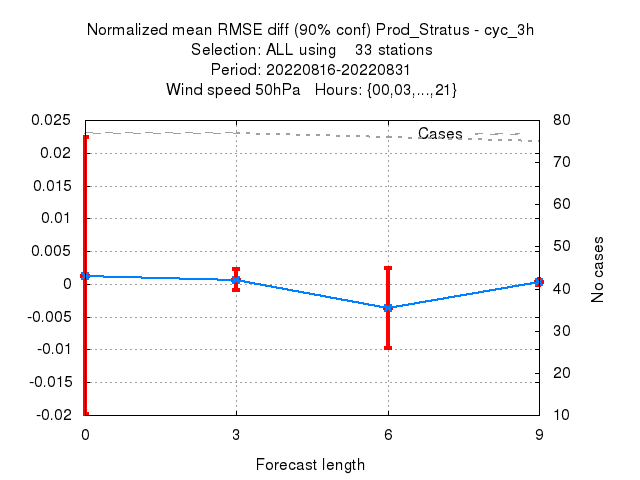 Normalized mean RMSE diff (90% conf) Prod_Stratus - cyc_3h
Selection: ALL using    33 stations
Period: 20220816-20220831
Wind speed 50hPa   Hours: {00,03,...,21}
0.025
0.02
0.015
0.01
0.005
0
-0.005
-0.01
-0.015
-0.02
Cases
80
70
60
50
40
30
20
10
No cases
0 3 6 9
Forecast length